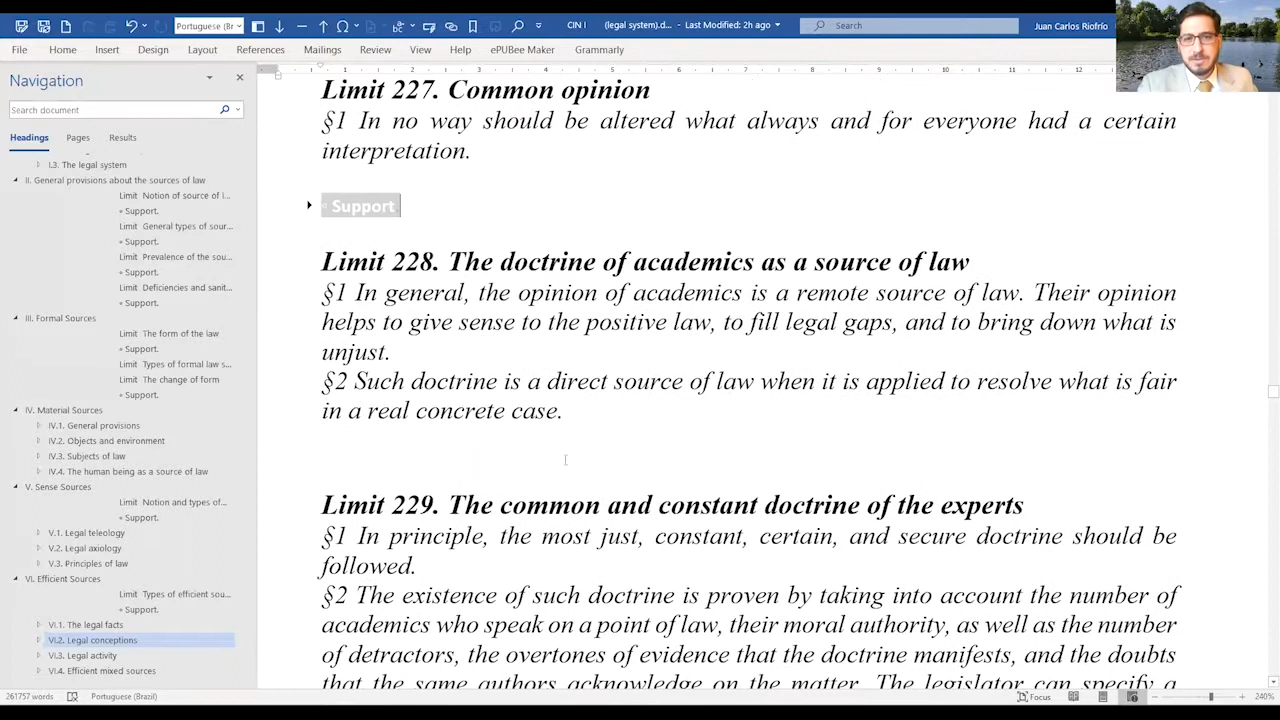 Portuguese (Br
CIN I (legal system).d... • Last Modified: 2h ago
Search
Juan Carlos Riofrío
File Home Insert Design Layout References Mailings Review View Help ePUBee Maker Grammarly
Navigation
Search document
Headings Pages Results
I.3. The legal system
II. General provisions about the sources of law
Limit Notion of source of l...
Support.
Limit General types of sour...
Support.
Limit Prevalence of the sou...
Support.
Limit Deficiencies and sanit...
Support.
III. Formal Sources
Limit The form of the law
Support.
Limit Types of formal law s...
Limit The change of form
Support.
IV. Material Sources
IV.1. General provisions
IV.2. Objects and environment
IV.3. Subjects of law
IV.4. The human being as a source of law
V. Sense Sources
Limit Notion and types of...
Support.
V.1. Legal teleology
V.2. Legal axiology
V.3. Principles of law
VI. Efficient Sources
Limit Types of efficient sou...
Support.
VI.1. The legal facts
VI.2. Legal conceptions
VI.3. Legal activity
VI.4. Efficient mixed sources
2 1 1 2 3 4 5 6 7 8 9 10 11 12
Limit 227. Common opinion
§1 In no way should be altered what always and for everyone had a certain
interpretation.
Support
Limit 228. The doctrine of academics as a source of law
§1 In general, the opinion of academics is a remote source of law. Their opinion
helps to give sense to the positive law, to fill legal gaps, and to bring down what is
unjust.
§2 Such doctrine is a direct source of law when it is applied to resolve what is fair
in a real concrete case.
Limit 229. The common and constant doctrine of the experts
§1 In principle, the most just, constant, certain, and secure doctrine should be
followed.
§2 The existence of such doctrine is proven by taking into account the number of
academics who speak on a point of law, their moral authority, as well as the number
of detractors, the overtones of evidence that the doctrine manifests, and the doubts
that the same authors acknowledge on the matter. The legislator can specify a
261757 words Portuguese (Brazil) Focus 240%